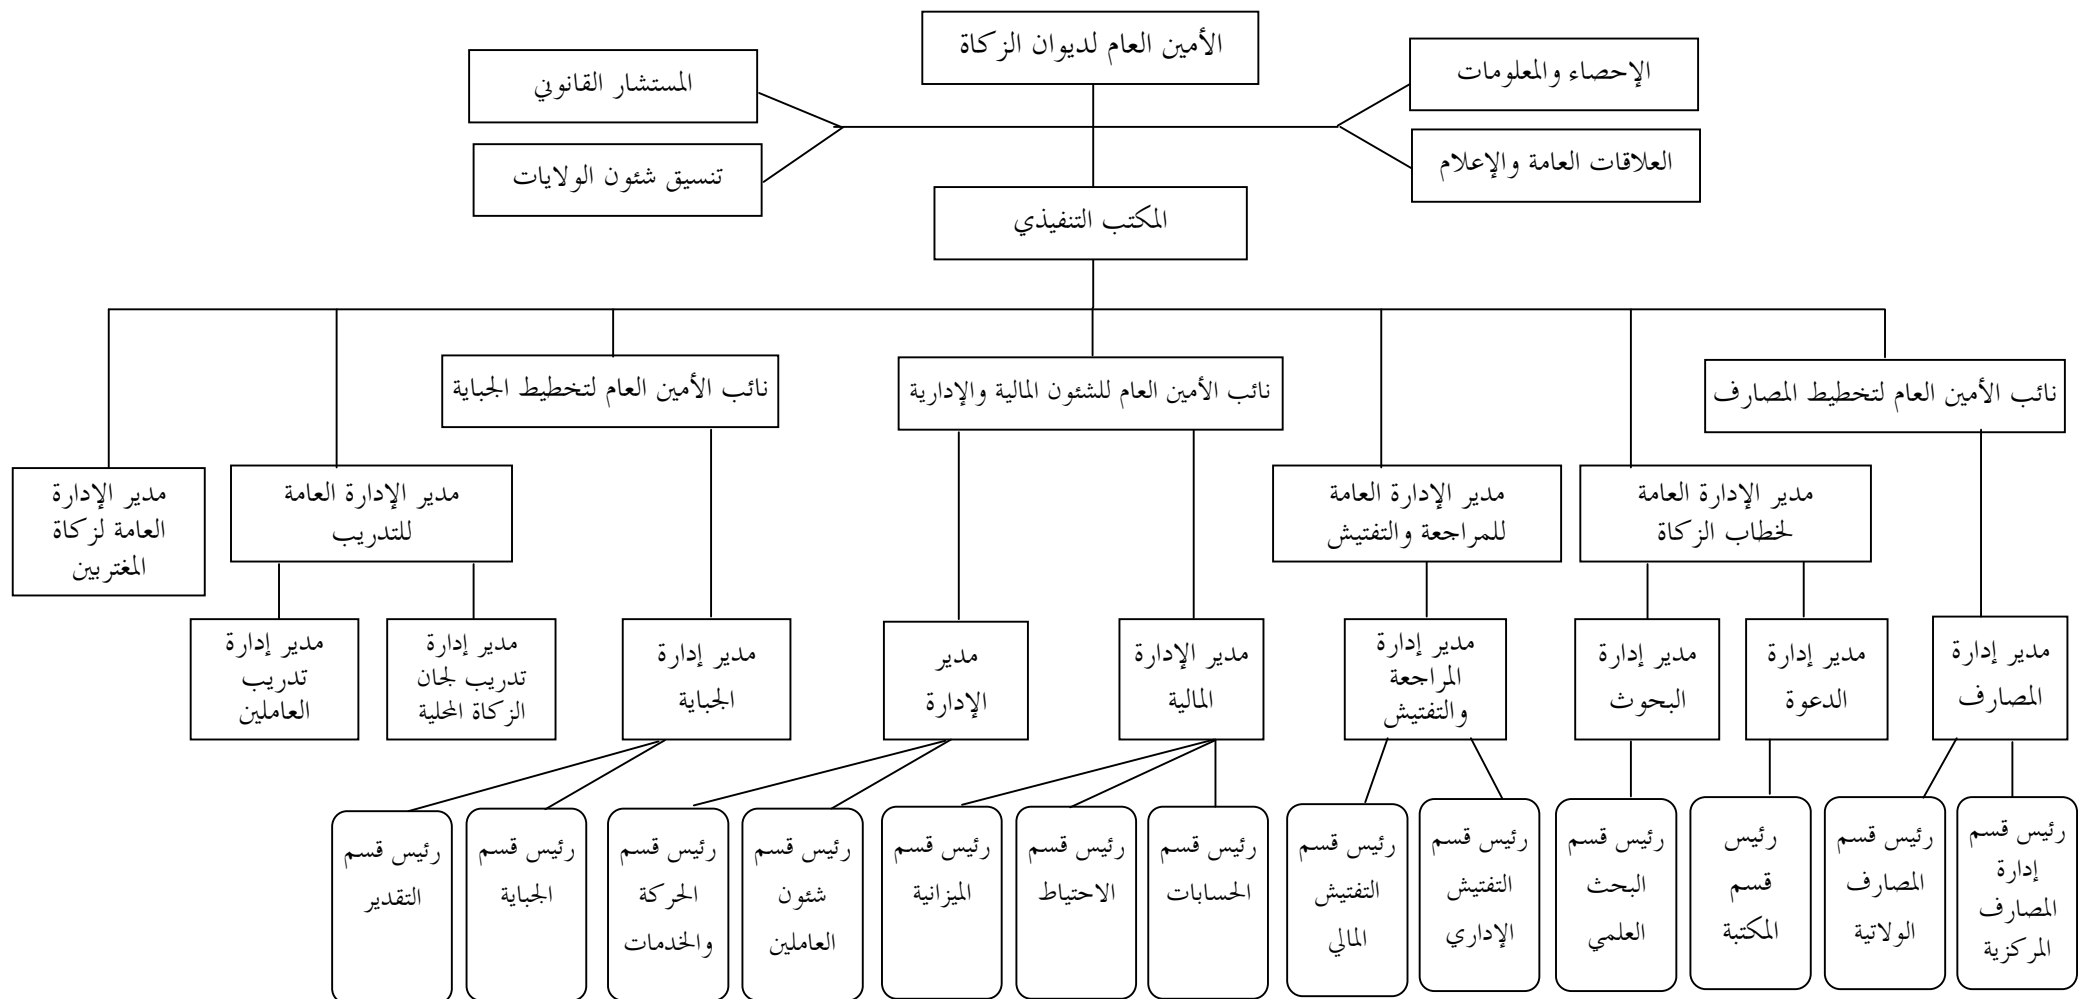 الأمين العام لديوان الزكاة
الإحصاء والمعلومات
المستشار القانوني
العلاقات العامة والإعلام
تنسيق شئون الولايات
المكتب التنفيذي
نائب الأمين العام لتخطيط المصارف
نائب الأمين العام للشئون المالية والإدارية
نائب الأمين العام لتخطيط الجباية
مدير الإدارة العامة
لخطاب الزكاة
مدير الإدارة العامة
للمراجعة والتفتيش
مدير الإدارة العامة
للتدريب
مدير الإدارة
العامة لزكاة
المغتربين
مدير إدارة
المصارف
مدير إدارة
الدعوة
مدير إدارة
البحوث
مدير إدارة
المراجعة
والتفتيش
مدير الإدارة
المالية
مدير
الإدارة
مدير إدارة
الجباية
مدير إدارة
تدريب لجان
الزكاة المحلية
مدير إدارة
تدريب
العاملين
رئيس قسم
إدارة
المصارف
المركزية
رئيس قسم
المصارف
الولاتية
رئيس
قسم
المكتبة
رئيس قسم
البحث
العلمي
رئيس قسم
التفتيش
الإداري
رئيس قسم
التفتيش
المالي
رئيس قسم
الحسابات
رئيس قسم
الاحتياط
رئيس قسم
الميزانية
رئيس قسم
شئون
العاملين
رئيس قسم
الحركة
والخدمات
رئيس قسم
الجباية
رئيس قسم
التقدير